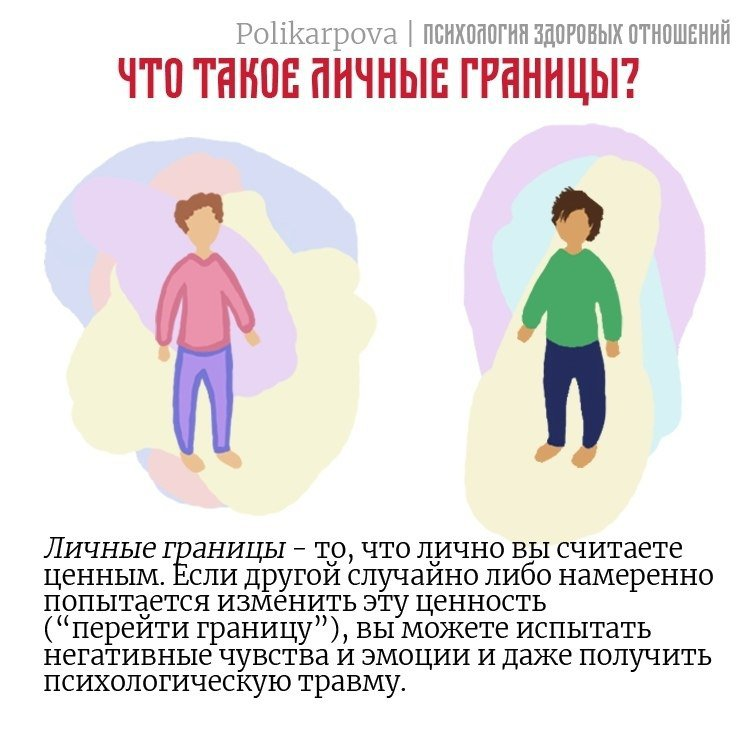 Polikarpova | ПСИХОЛОГИЯ ЗДОРОВЫХ ОТНОШЕНИЙ
ЧТО ТАКОЕ ЛИЧНЫЕ ГРАНИЦЫ?
Личные границы - то, что лично вы считаете
ценным. Если другой случайно либо намеренно
попытается изменить эту ценность
(“перейти границу”), вы можете испытать
негативные чувства и эмоции и даже получить
психологическую травму.